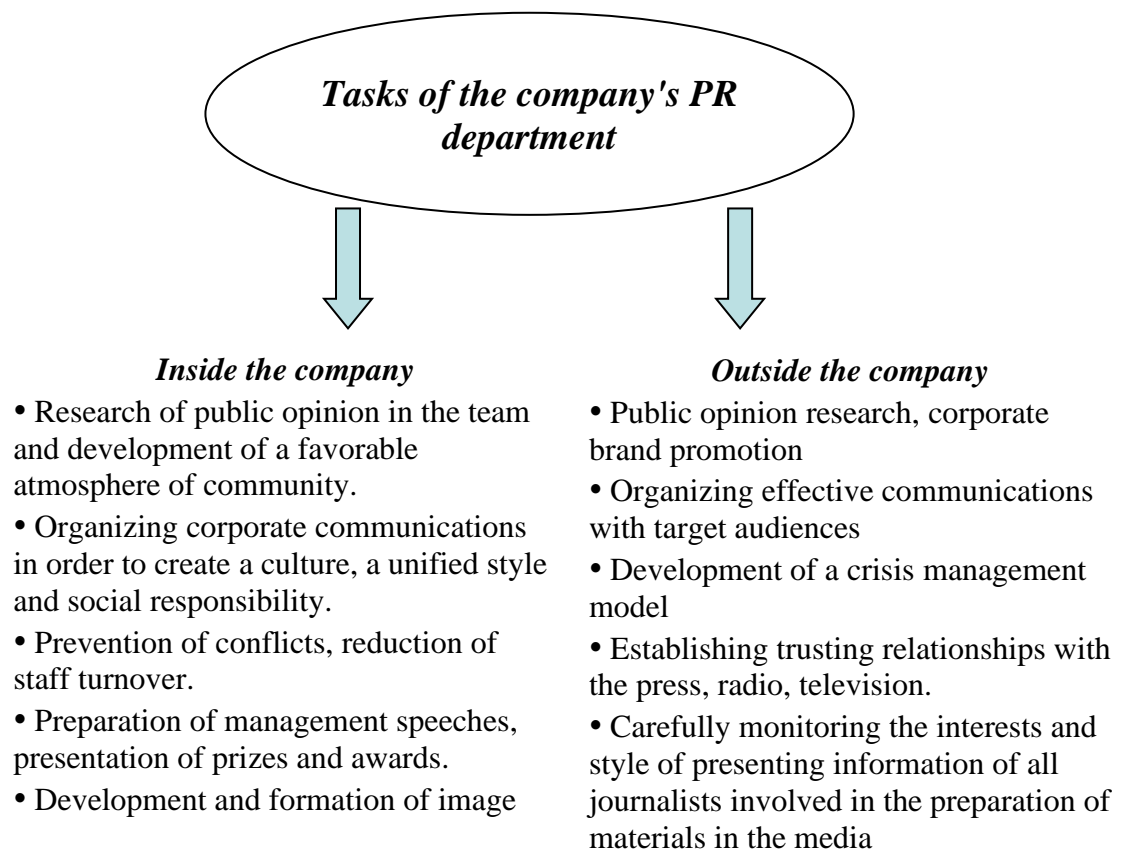 Tasks of the company's PR
department
Inside the company
• Research of public opinion in the team
and development of a favorable
atmosphere of community.
• Organizing corporate communications
in order to create a culture, a unified style
and social responsibility.
• Prevention of conflicts, reduction of
staff turnover.
• Preparation of management speeches,
presentation of prizes and awards.
• Development and formation of image
Outside the company
• Public opinion research, corporate
brand promotion
• Organizing effective communications
with target audiences
• Development of a crisis management
model
• Establishing trusting relationships with
the press, radio, television.
• Carefully monitoring the interests and
style of presenting information of all
journalists involved in the preparation of
materials in the media